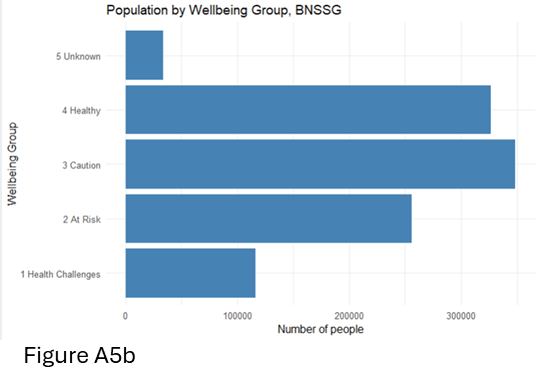 Population by Wellbeing Group, BNSSG
Wellbeing Group
5 Unknown
4 Healthy
3 Caution
2 At Risk
1 Health Challenges
0 100000 200000 300000
Number of people
Figure A5b